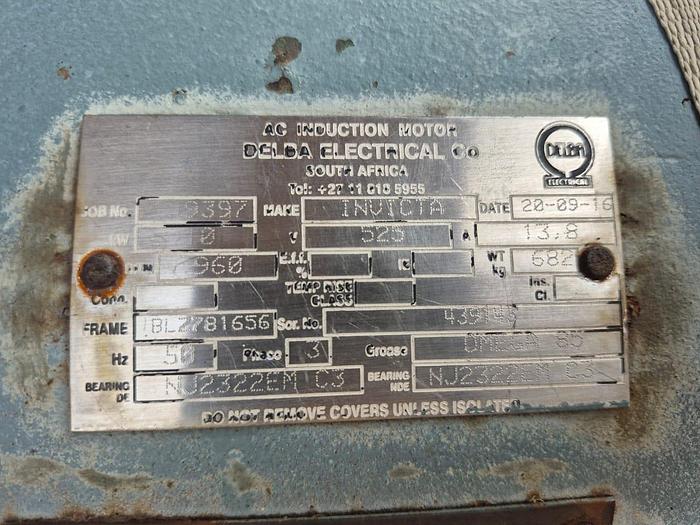 AC INDUCTION MOTOR
DELBA ELECTRICAL Co
SOUTH AFRICA
Tel: +27 11 010 5955
DELBA
ELECTRICAL
JOB No. 9397 MAKE INVICTA DATE 20-09-16
kW 0 V 525 A 13,8
960 Eff. % WT kg 682
Conn. TEMP RISE CLASS Ins. Cl.
FRAME Ser. No.
Hz 50 Phase 3 Grease OMEGA 85
BEARING DE NJ2322EM C3 BEARING NDE NJ2322EM C3
DO NOT REMOVE COVERS UNLESS ISOLATED